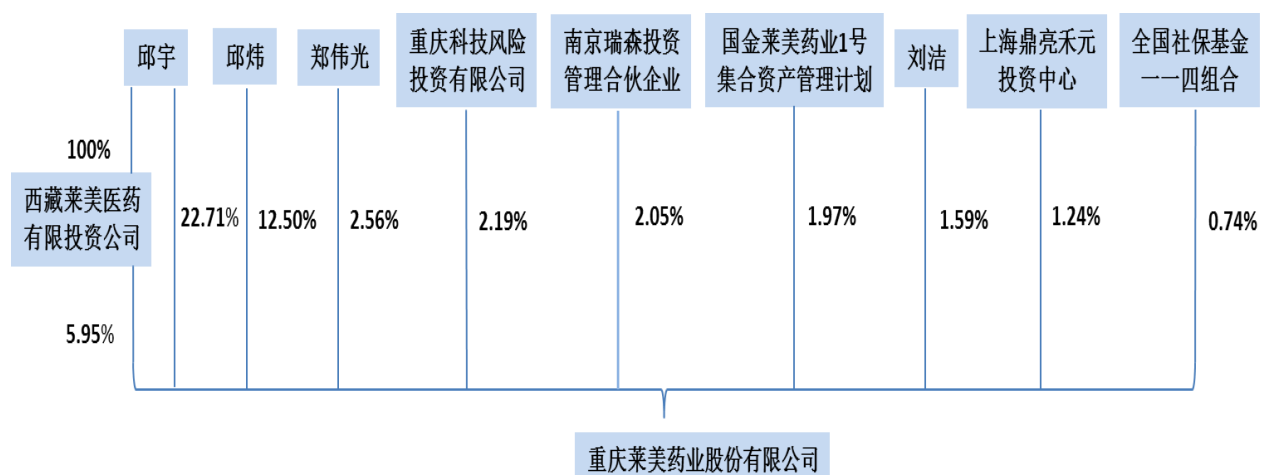 邱宇
邱炜
郑伟光
重庆科技风险
投资有限公司
南京瑞森投资
管理合伙企业
国金莱美药业1号
集合资产管理计划
刘洁
上海鼎亮禾元
投资中心
全国社保基金
一一四组合
100%
西藏莱美医药
有限投资公司
22.71%
12.50%
2.56%
2.19%
2.05%
1.97%
1.59%
1.24%
0.74%
5.95%
重庆莱美药业股份有限公司